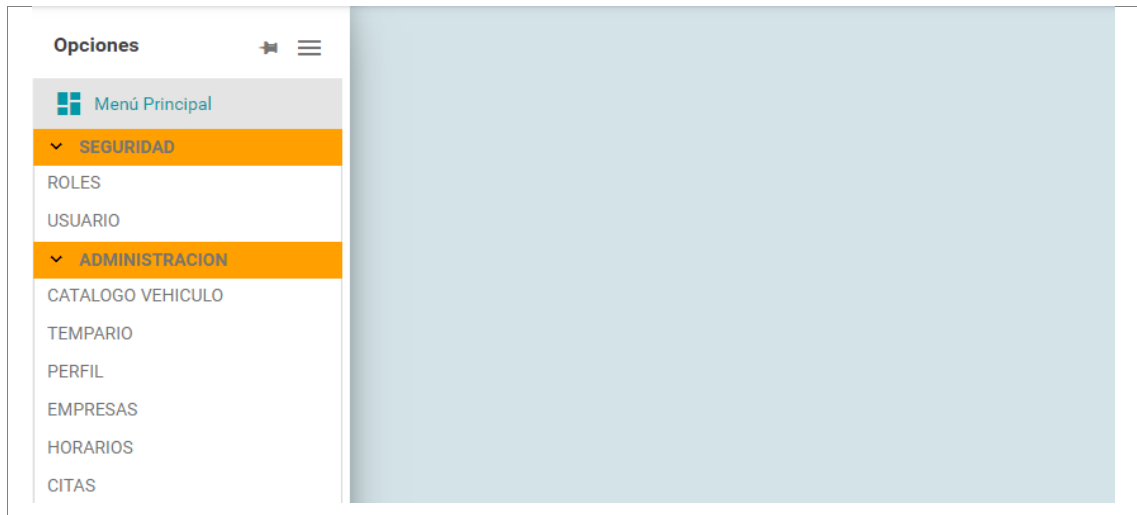 Opciones
Menú Principal
SEGURIDAD
ROLES
USUARIO
ADMINISTRACION
CATALOGO VEHICULO
TEMPARIO
PERFIL
EMPRESAS
HORARIOS
CITAS